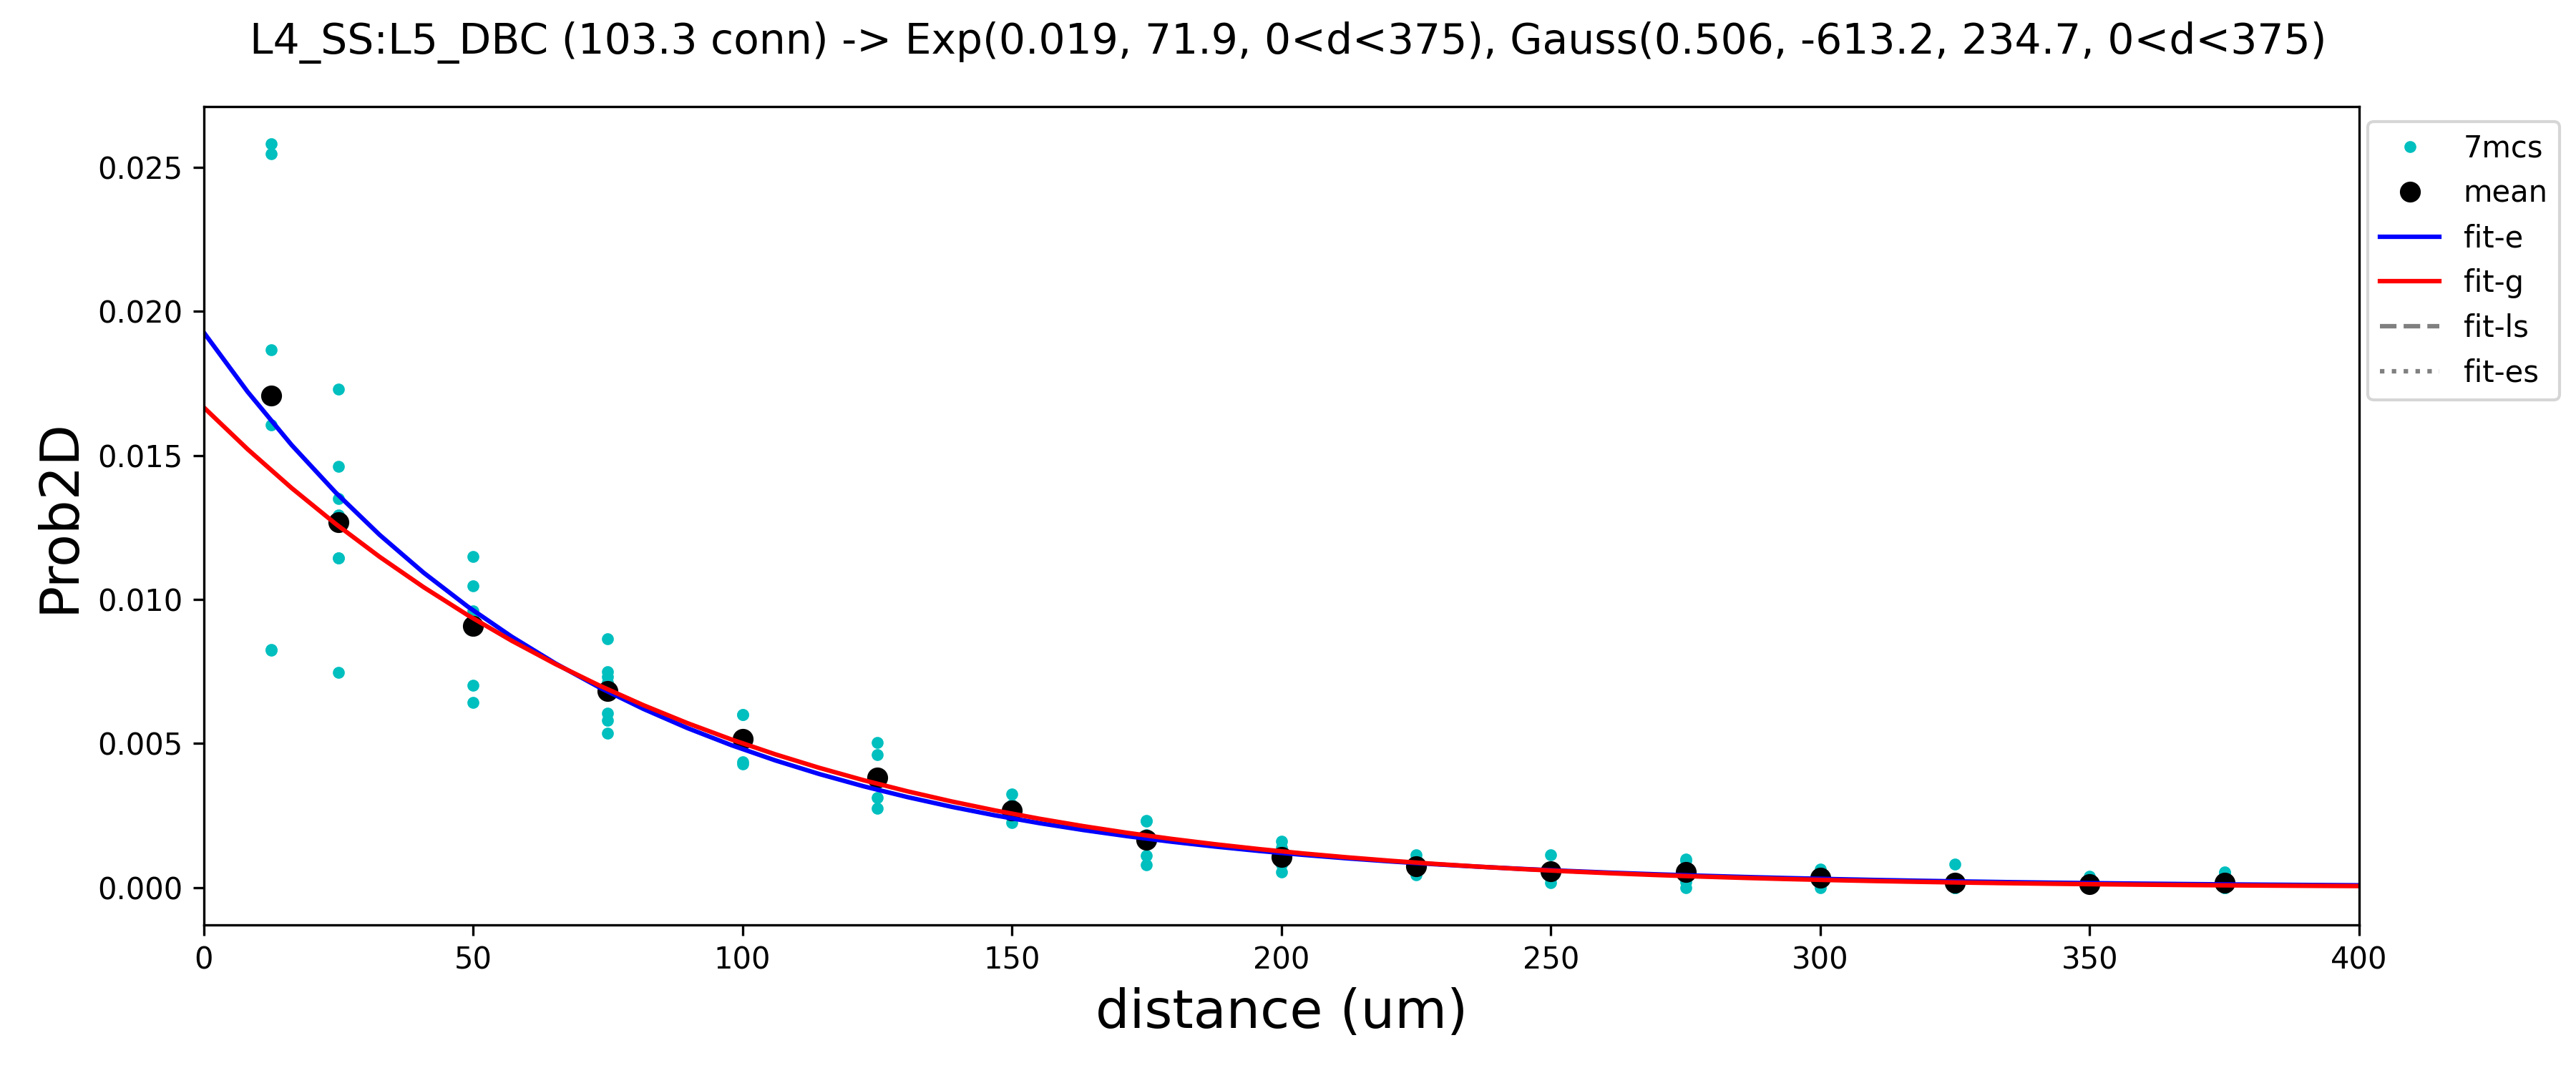 L4_SS:L5_DBC (103.3 conn) -> Exp(0.019, 71.9, 0<d<375), Gauss(0.506, -613.2, 234.7, 0<d<375)
Prob2D
0.025
0.020
0.015
0.010
0.005
0.000
0 50 100 150 200 250 300 350 400
distance (um)
7mcs
mean
fit-e
fit-g
fit-ls
fit-es